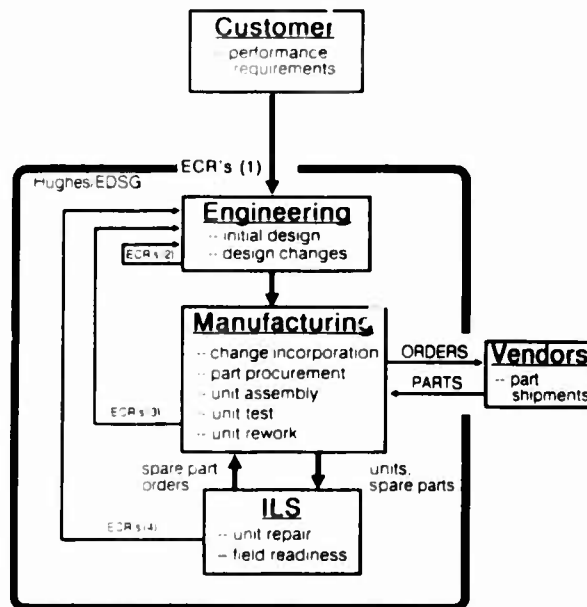 Customer
-- performance
requirements
ECR's (1)
Hughes/EDSG
Engineering
-- initial design
-- design changes
ECR's (2)
Manufacturing
-- change incorporation
-- part procurement
-- unit assembly
-- unit test
-- unit rework
ORDERS
PARTS
Vendors
-- part
shipments
ECR's (3)
spare part
orders
units,
spare parts
ILS
-- unit repair
-- field readiness
ECR's (4)